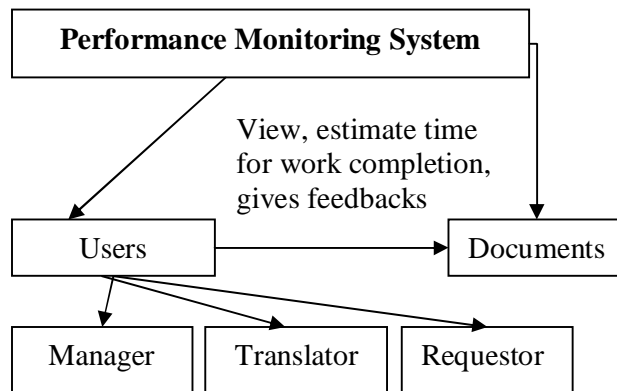 Performance Monitoring System
View, estimate time
for work completion,
gives feedbacks
Users
Documents
Manager
Translator
Requestor